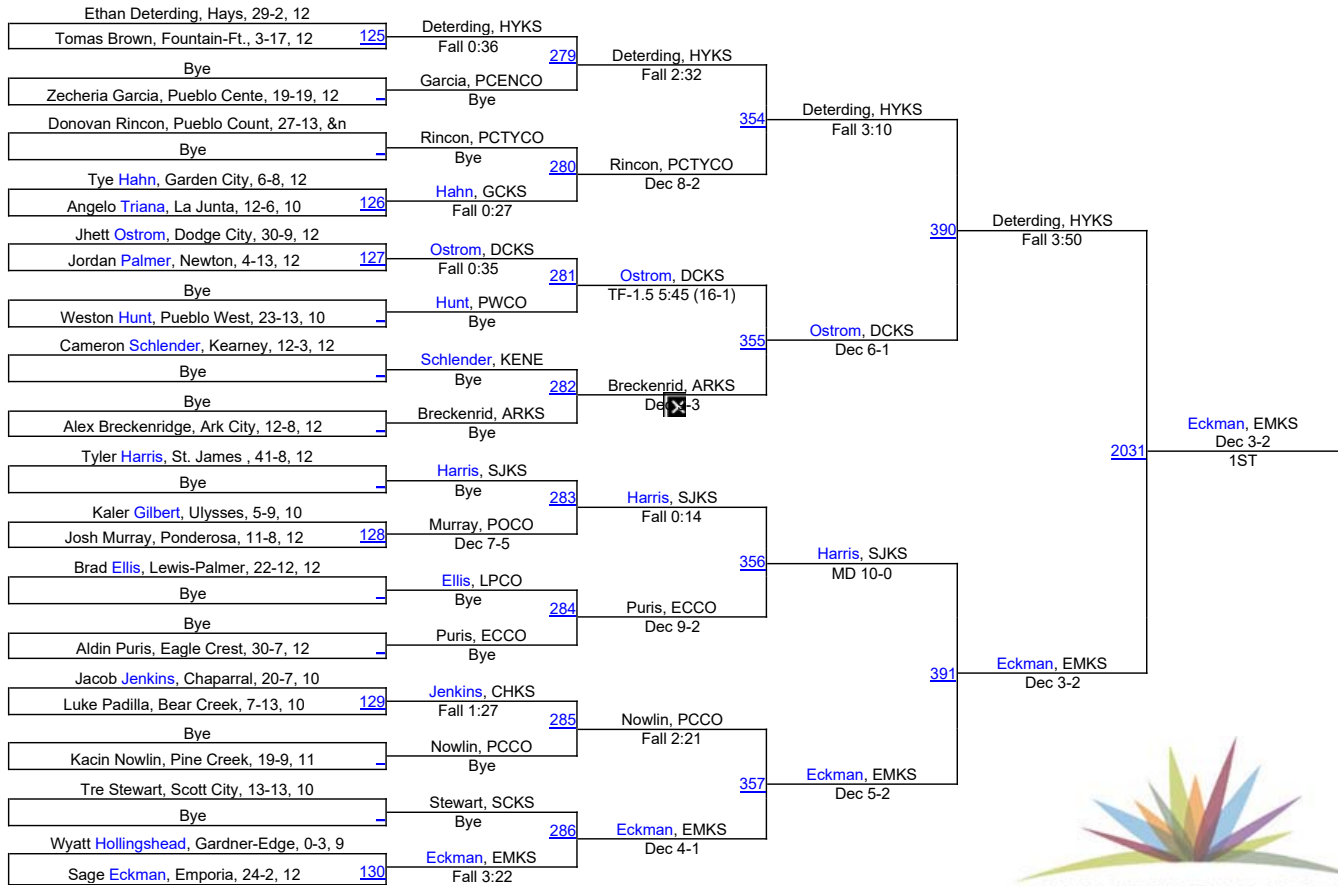 Ethan Deterding, Hays, 29-2, 12
Tomas Brown, Fountain-Ft., 3-17, 12
125
Bye
Zecheria Garcia, Pueblo Cente, 19-19, 12
Donovan Rincon, Pueblo Count, 27-13, &n
Bye
Tye Hahn, Garden City, 6-8, 12
Angelo Triana, La Junta, 12-6, 10
126
Jhett Ostrom, Dodge City, 30-9, 12
Jordan Palmer, Newton, 4-13, 12
127
Bye
Weston Hunt, Pueblo West, 23-13, 10
Cameron Schlender, Kearney, 12-3, 12
Bye
Bye
Alex Breckenridge, Ark City, 12-8, 12
Tyler Harris, St. James , 41-8, 12
Bye
Kaler Gilbert, Ulysses, 5-9, 10
Josh Murray, Ponderosa, 11-8, 12
128
Brad Ellis, Lewis-Palmer, 22-12, 12
Bye
Bye
Aldin Puris, Eagle Crest, 30-7, 12
Jacob Jenkins, Chaparral, 20-7, 10
Luke Padilla, Bear Creek, 7-13, 10
129
Bye
Kacin Nowlin, Pine Creek, 19-9, 11
Tre Stewart, Scott City, 13-13, 10
Bye
Wyatt Hollingshead, Gardner-Edge, 0-3, 9
Sage Eckman, Emporia, 24-2, 12
130
Deterding, HYKS
Fall 0:36
279
Garcia, PCENCO
Bye
Rincon, PCTYCO
Bye
280
Hahn, GCKS
Fall 0:27
Ostrom, DCKS
Fall 0:35
281
Hunt, PWCO
Bye
Schlender, KENE
Bye
282
Breckenrid, ARKS
Bye
Harris, SJKS
Bye
283
Murray, POCO
Dec 7-5
Ellis, LPCO
Bye
284
Puris, ECCO
Bye
Jenkins, CHKS
Fall 1:27
285
Nowlin, PCCO
Bye
Stewart, SCKS
Bye
286
Eckman, EMKS
Fall 3:22
Deterding, HYKS
Fall 2:32
354
Rincon, PCTYCO
Dec 8-2
Ostrom, DCKS
TF-1.5 5:45 (16-1)
355
Breckenrid, ARKS
-3
Harris, SJKS
Fall 0:14
356
Puris, ECCO
Dec 9-2
Nowlin, PCCO
Fall 2:21
357
Eckman, EMKS
Dec 4-1
Deterding, HYKS
Fall 3:10
390
Ostrom, DCKS
Dec 6-1
Harris, SJKS
MD 10-0
391
Eckman, EMKS
Dec 5-2
Deterding, HYKS
Fall 3:50
2031
Eckman, EMKS
Dec 3-2
Eckman, EMKS
Dec 3-2
1ST